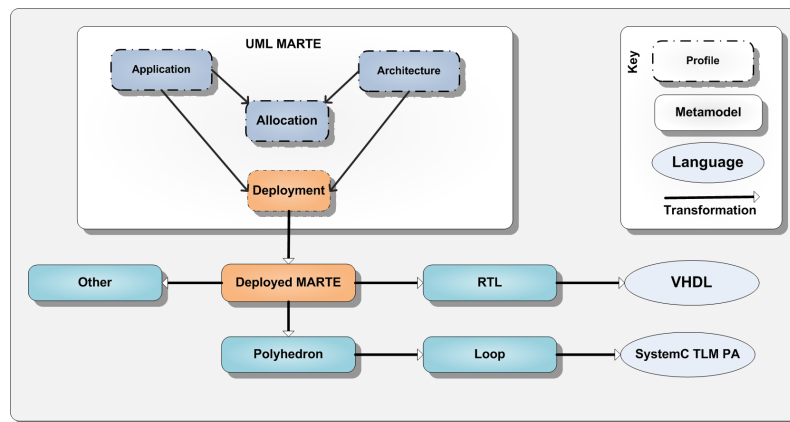 UML MARTE
Application
Architecture
Allocation
Deployment
Key
Profile
Metamodel
Language
Transformation
Other
Deployed MARTE
RTL
VHDL
Polyhedron
Loop
SystemC TLM PA